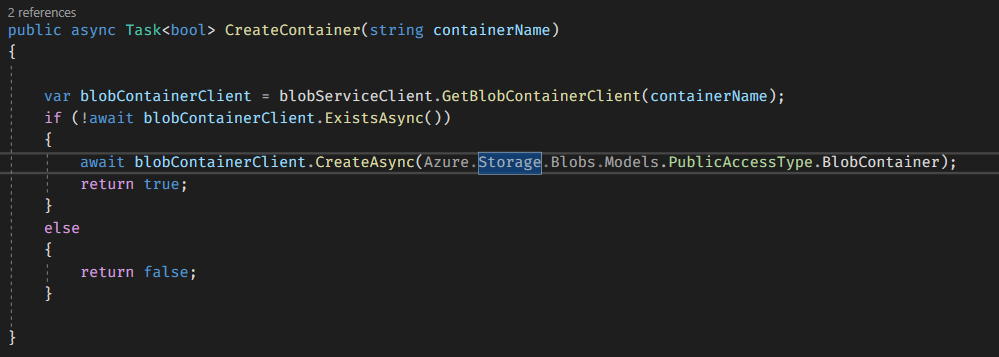 2 references
public async Task<bool> CreateContainer(string containerName)
{
var blobContainerClient = blobServiceClient.GetBlobContainerClient(containerName);
if (!await blobContainerClient.ExistsAsync())
{
await blobContainerClient.CreateAsync(Azure.Storage.Blobs.Models.PublicAccessType.BlobContainer);
return true;
}
else
{
return false;
}
}